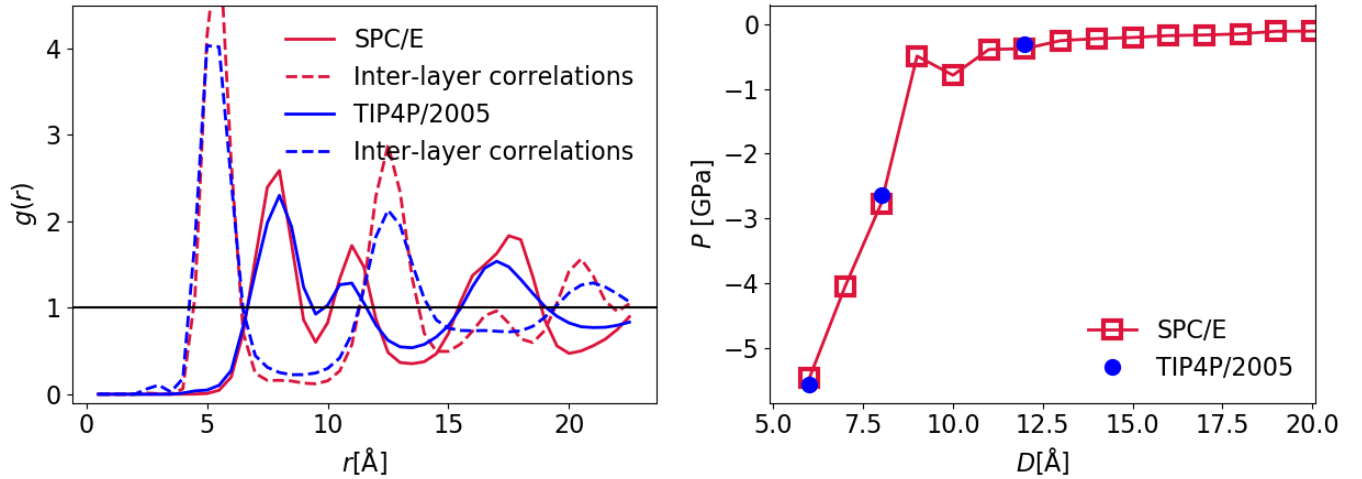 4
3
2
1
0
g(r)
SPC/E
Inter-layer correlations
TIP4P/2005
Inter-layer correlations
0 5 10 15 20
r[Å]
0
−1
−2
−3
−4
−5
P [GPa]
SPC/E
TIP4P/2005
5.0 7.5 10.0 12.5 15.0 17.5 20.0
D[Å]